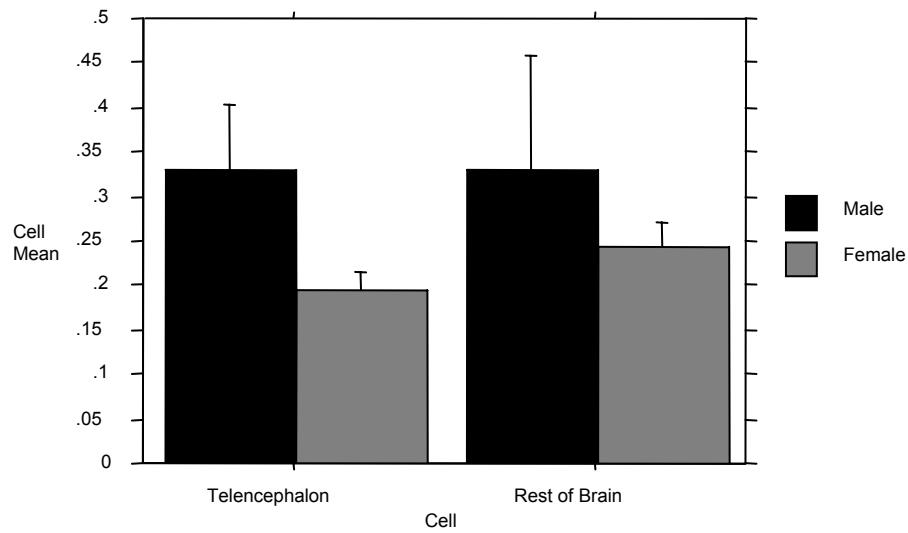 .5
.45
.4
.35
.3
.25
.2
.15
.1
.05
0
Cell
Mean
Telencephalon
Rest of Brain
Cell
Male
Female